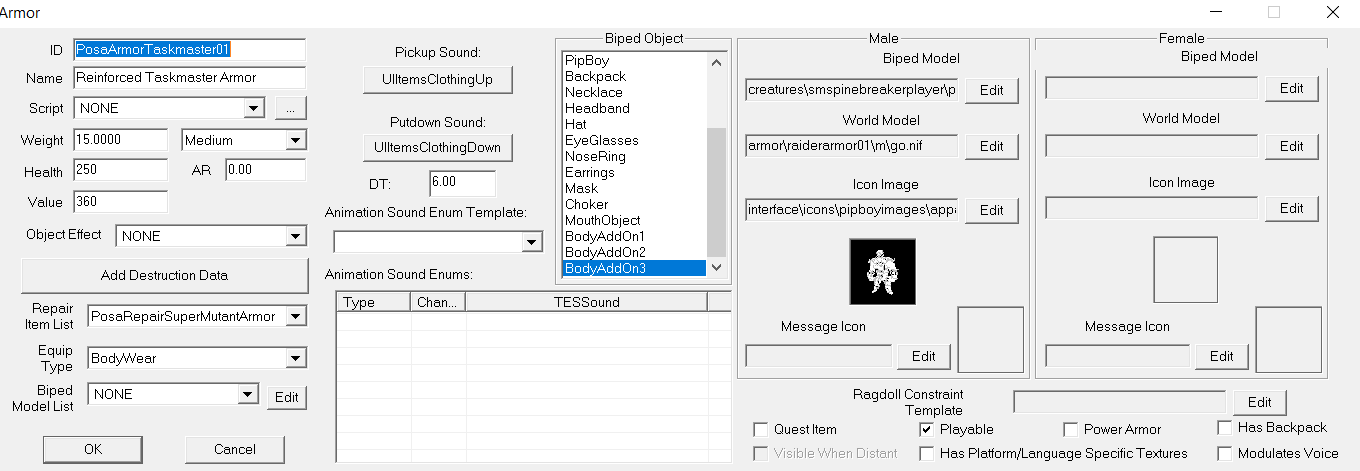 Armor
ID PosaArmorTaskmaster01
Name Reinforced Taskmaster Armor
Script NONE ...
Weight 15.0000 Medium
Health 250 AR 0.00
Value 360
Object Effect NONE
Add Destruction Data
Repair Item List PosaRepairSuperMutantArmor
Equip Type BodyWear
Biped Model List NONE Edit
OK Cancel
Pickup Sound:
UIItemsClothingUp
Putdown Sound:
UIItemsClothingDown
DT: 6.00
Animation Sound Enum Template:
Animation Sound Enums:
Type Chan... TESSound
Biped Object
PipBoy
Backpack
Necklace
Headband
Hat
EyeGlasses
NoseRing
Earrings
Mask
Choker
MouthObject
BodyAddOn1
BodyAddOn2
BodyAddOn3
Male
Biped Model
creatures\smspinebreakerplayer\p Edit
World Model
armor\raiderarmor01\m\go.nif Edit
Icon Image
interface\icons\pipboyimages\appa Edit
Message Icon
Edit
Female
Biped Model
Edit
World Model
Edit
Icon Image
Edit
Message Icon
Edit
Ragdoll Constraint Template Edit
Quest Item Playable Power Armor Has Backpack
Visible When Distant Has Platform/Language Specific Textures Modulates Voice